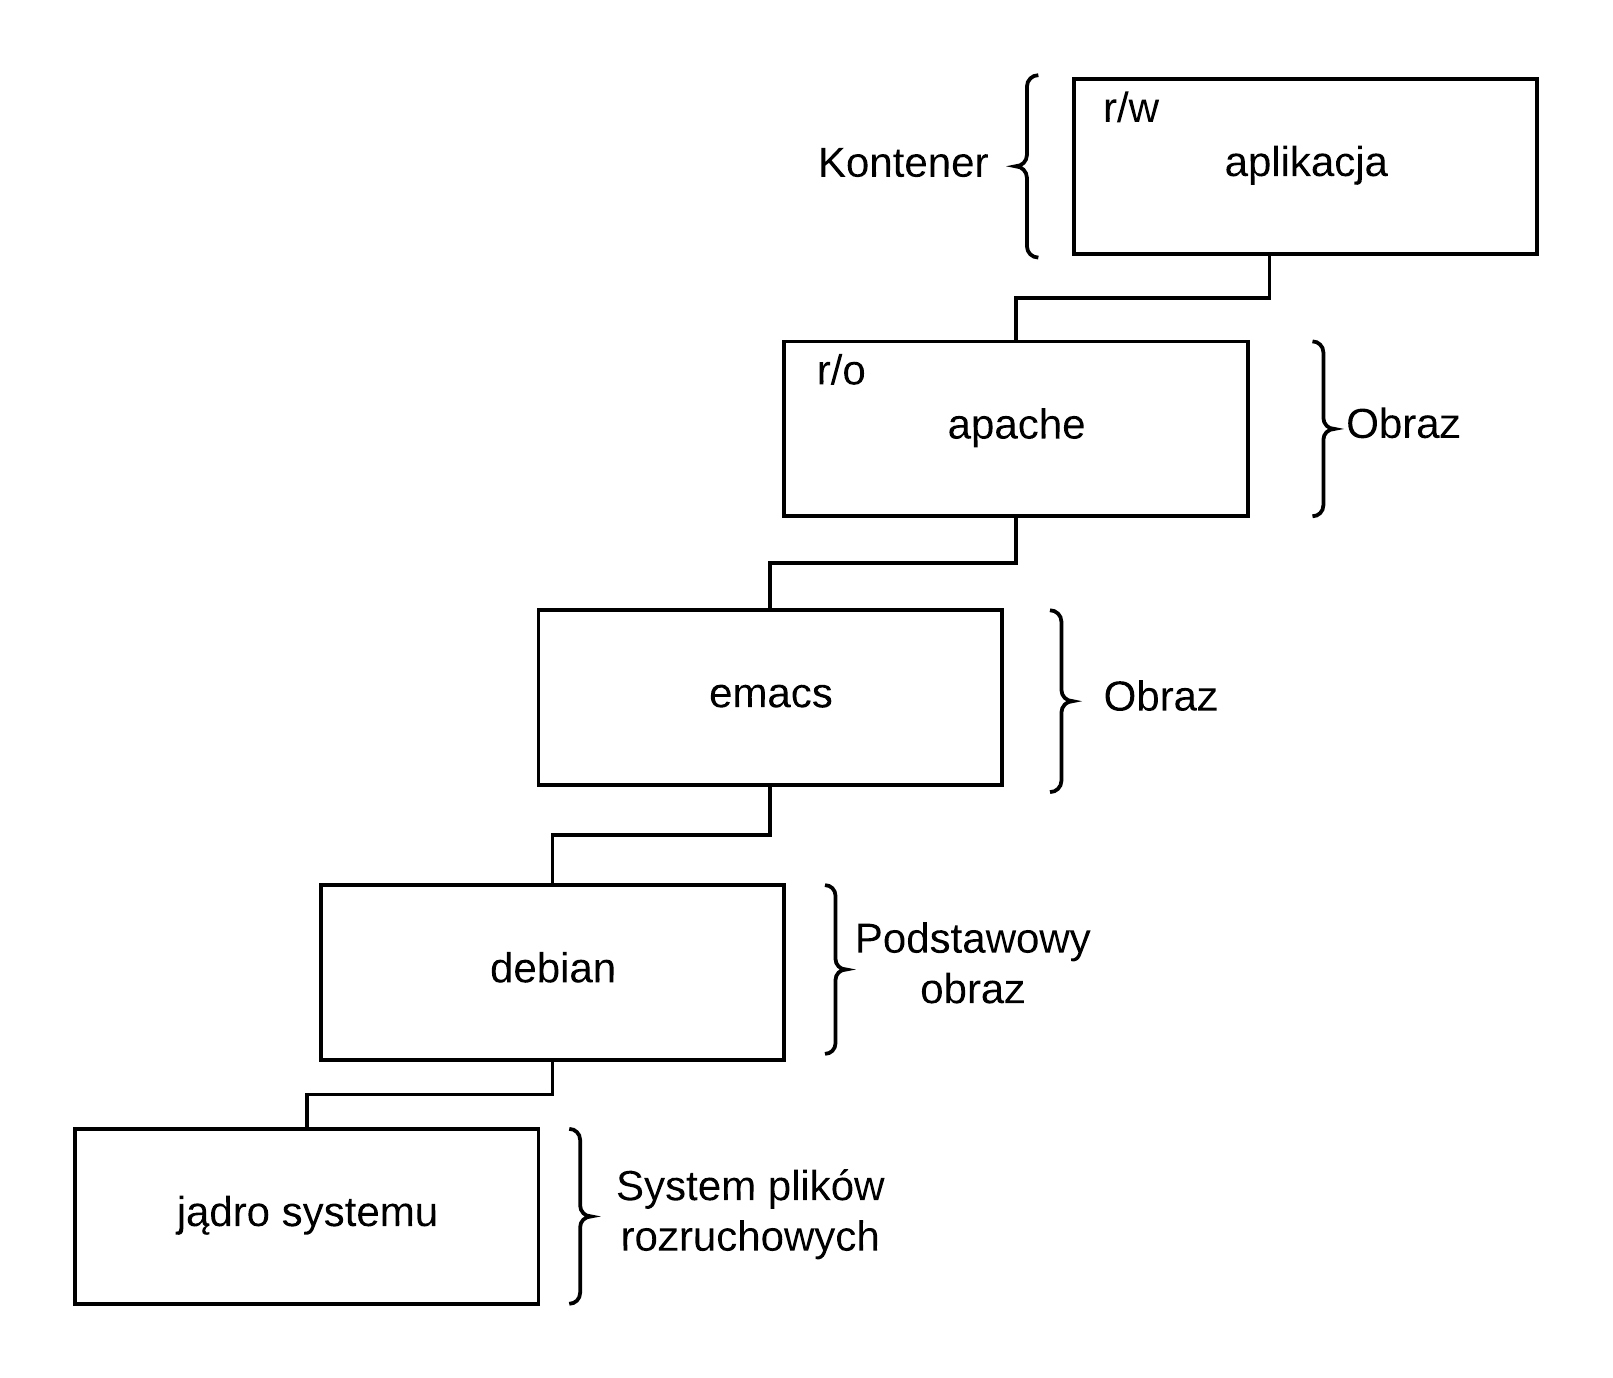 r/w
Kontener
aplikacja
r/o
apache
Obraz
emacs
Obraz
debian
Podstawowy
obraz
jądro systemu
System plików
rozruchowych